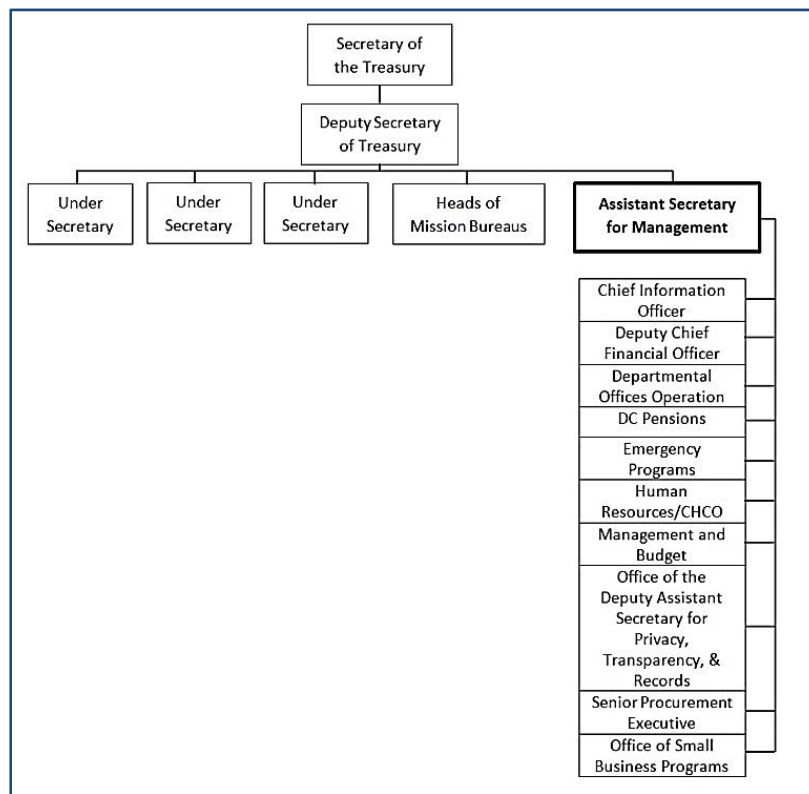 Secretary of
the Treasury
Deputy Secretary
of Treasury
Under
Secretary
Under
Secretary
Under
Secretary
Heads of
Mission Bureaus
Assistant Secretary
for Management
Chief Information
Officer
Deputy Chief
Financial Officer
Departmental
Offices Operation
DC Pensions
Emergency
Programs
Human
Resources/CHCO
Management and
Budget
Office of the
Deputy Assistant
Secretary for
Privacy,
Transparency, &
Records
Senior Procurement
Executive
Office of Small
Business Programs